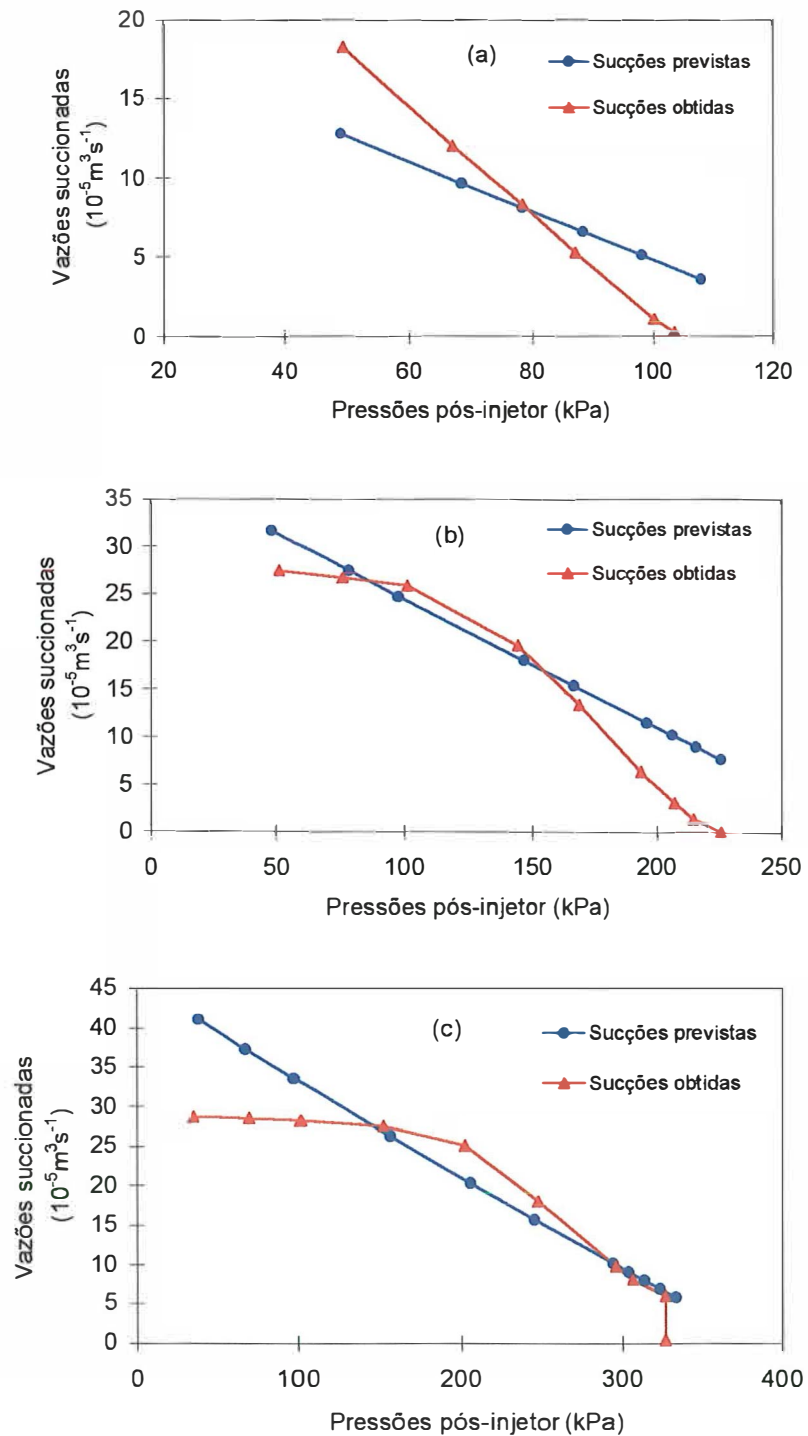 (a)
Sucções previstas
Sucções obtidas
Vazões succionadas
(10⁻⁵m³s⁻¹)
20
15
10
5
0
20 40 60 80 100 120
Pressões pós-injetor (kPa)
(b)
Sucções previstas
Sucções obtidas
Vazões succionadas
(10⁻⁵m³s⁻¹)
35
30
25
20
15
10
5
0
0 50 100 150 200 250
Pressões pós-injetor (kPa)
(c)
Sucções previstas
Sucções obtidas
Vazões succionadas
(10⁻⁵m³s⁻¹)
45
40
35
30
25
20
15
10
5
0
0 100 200 300 400
Pressões pós-injetor (kPa)